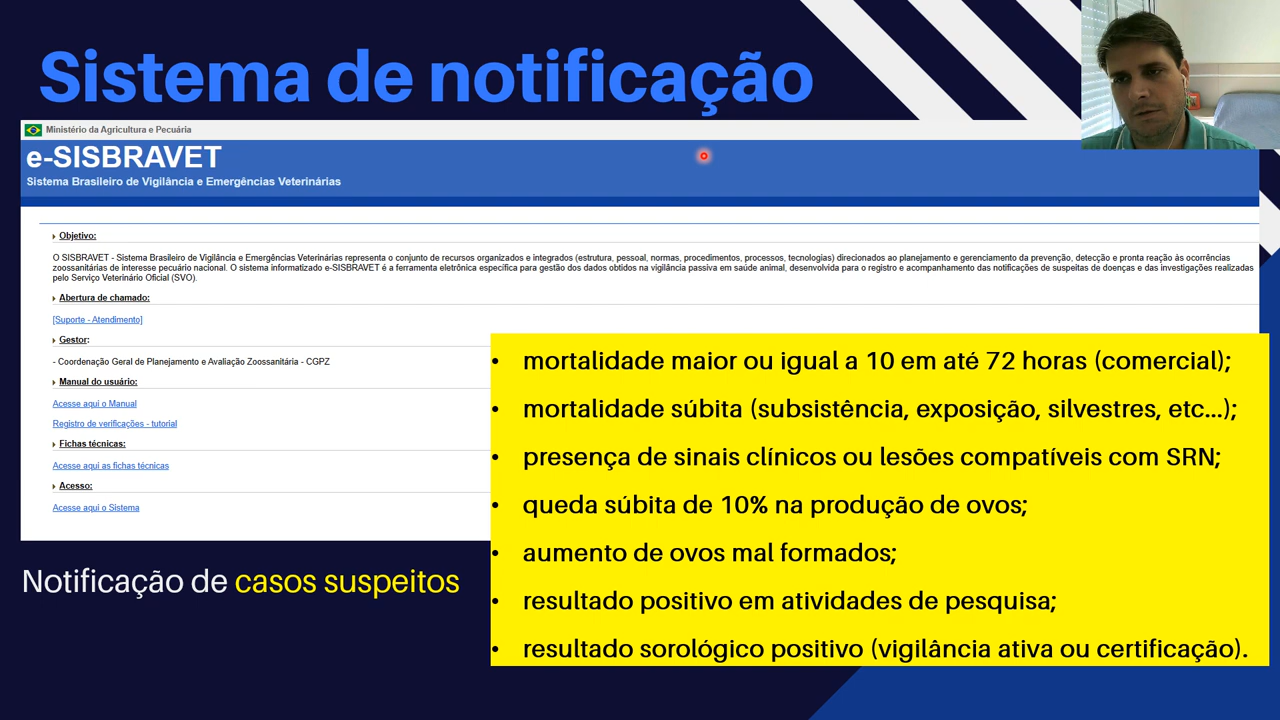 Sistema de notificação
Ministério da Agricultura e Pecuária
e-SISBRAVET
Sistema Brasileiro de Vigilância e Emergências Veterinárias
Objetivo:
O SISBRAVET - Sistema Brasileiro de Vigilância e Emergências Veterinárias representa o conjunto de recursos organizados e integrados (estrutura, pessoal, normas, procedimentos, processos, tecnologias) direcionados ao planejamento e gerenciamento da prevenção, detecção e pronta reação às ocorrências
zoossanitárias de interesse pecuário nacional. O sistema informatizado e-SISBRAVET é a ferramenta eletrônica específica para gestão dos dados obtidos na vigilância passiva em saúde animal, desenvolvida para o registro e acompanhamento das notificações de suspeitas de doenças e das investigações realizadas
pelo Serviço Veterinário Oficial (SVO).
Abertura de chamado:
[Suporte - Atendimento]
Gestor:
- Coordenação Geral de Planejamento e Avaliação Zoossanitária - CGPZ
Manual do usuário:
Acesse aqui o Manual
Registro de verificações - tutorial
Fichas técnicas:
Acesse aqui as fichas técnicas
Acesso:
Acesse aqui o Sistema
• mortalidade maior ou igual a 10 em até 72 horas (comercial);
• mortalidade súbita (subsistência, exposição, silvestres, etc...);
• presença de sinais clínicos ou lesões compatíveis com SRN;
• queda súbita de 10% na produção de ovos;
• aumento de ovos mal formados;
• resultado positivo em atividades de pesquisa;
• resultado sorológico positivo (vigilância ativa ou certificação).
Notificação de casos suspeitos